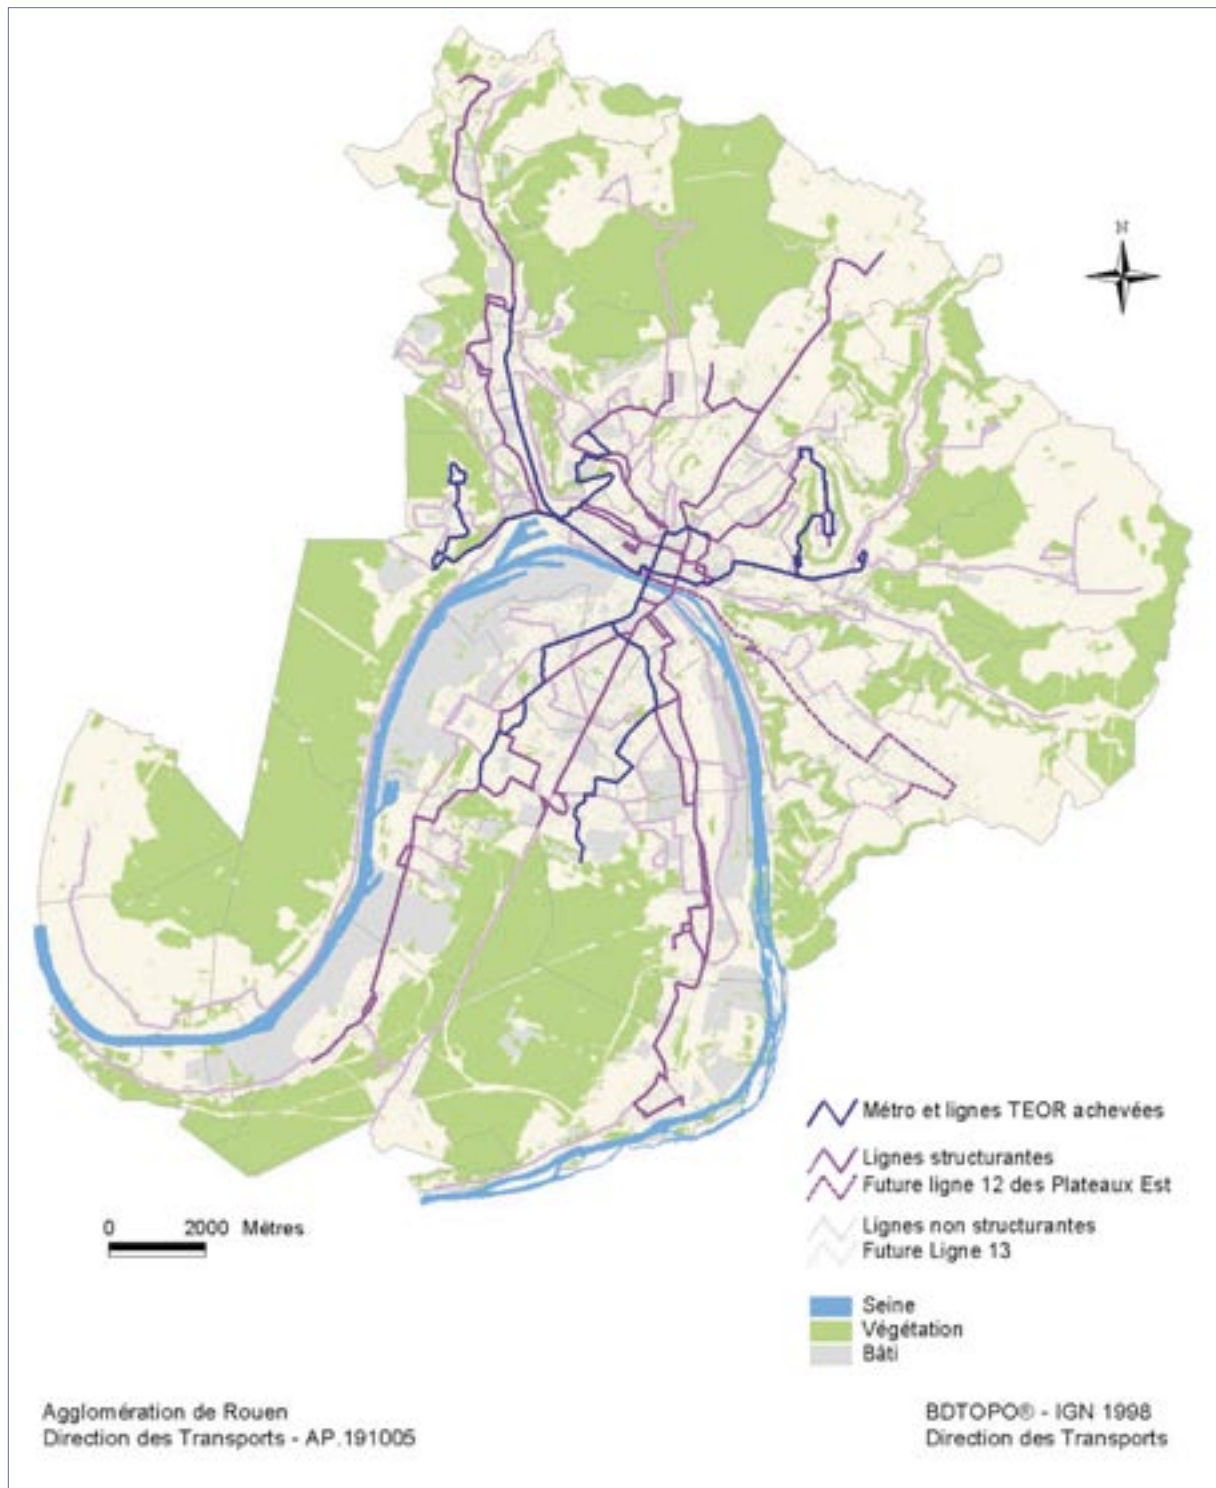 N
Métro et lignes TEOR achevées
Lignes structurantes
Future ligne 12 des Plateaux Est
Lignes non structurantes
Future Ligne 13
0 2000 Métres
Seine
Végétation
Bâti
Agglomération de Rouen
Direction des Transports - AP.191005
BDTOPO® - IGN 1998
Direction des Transports